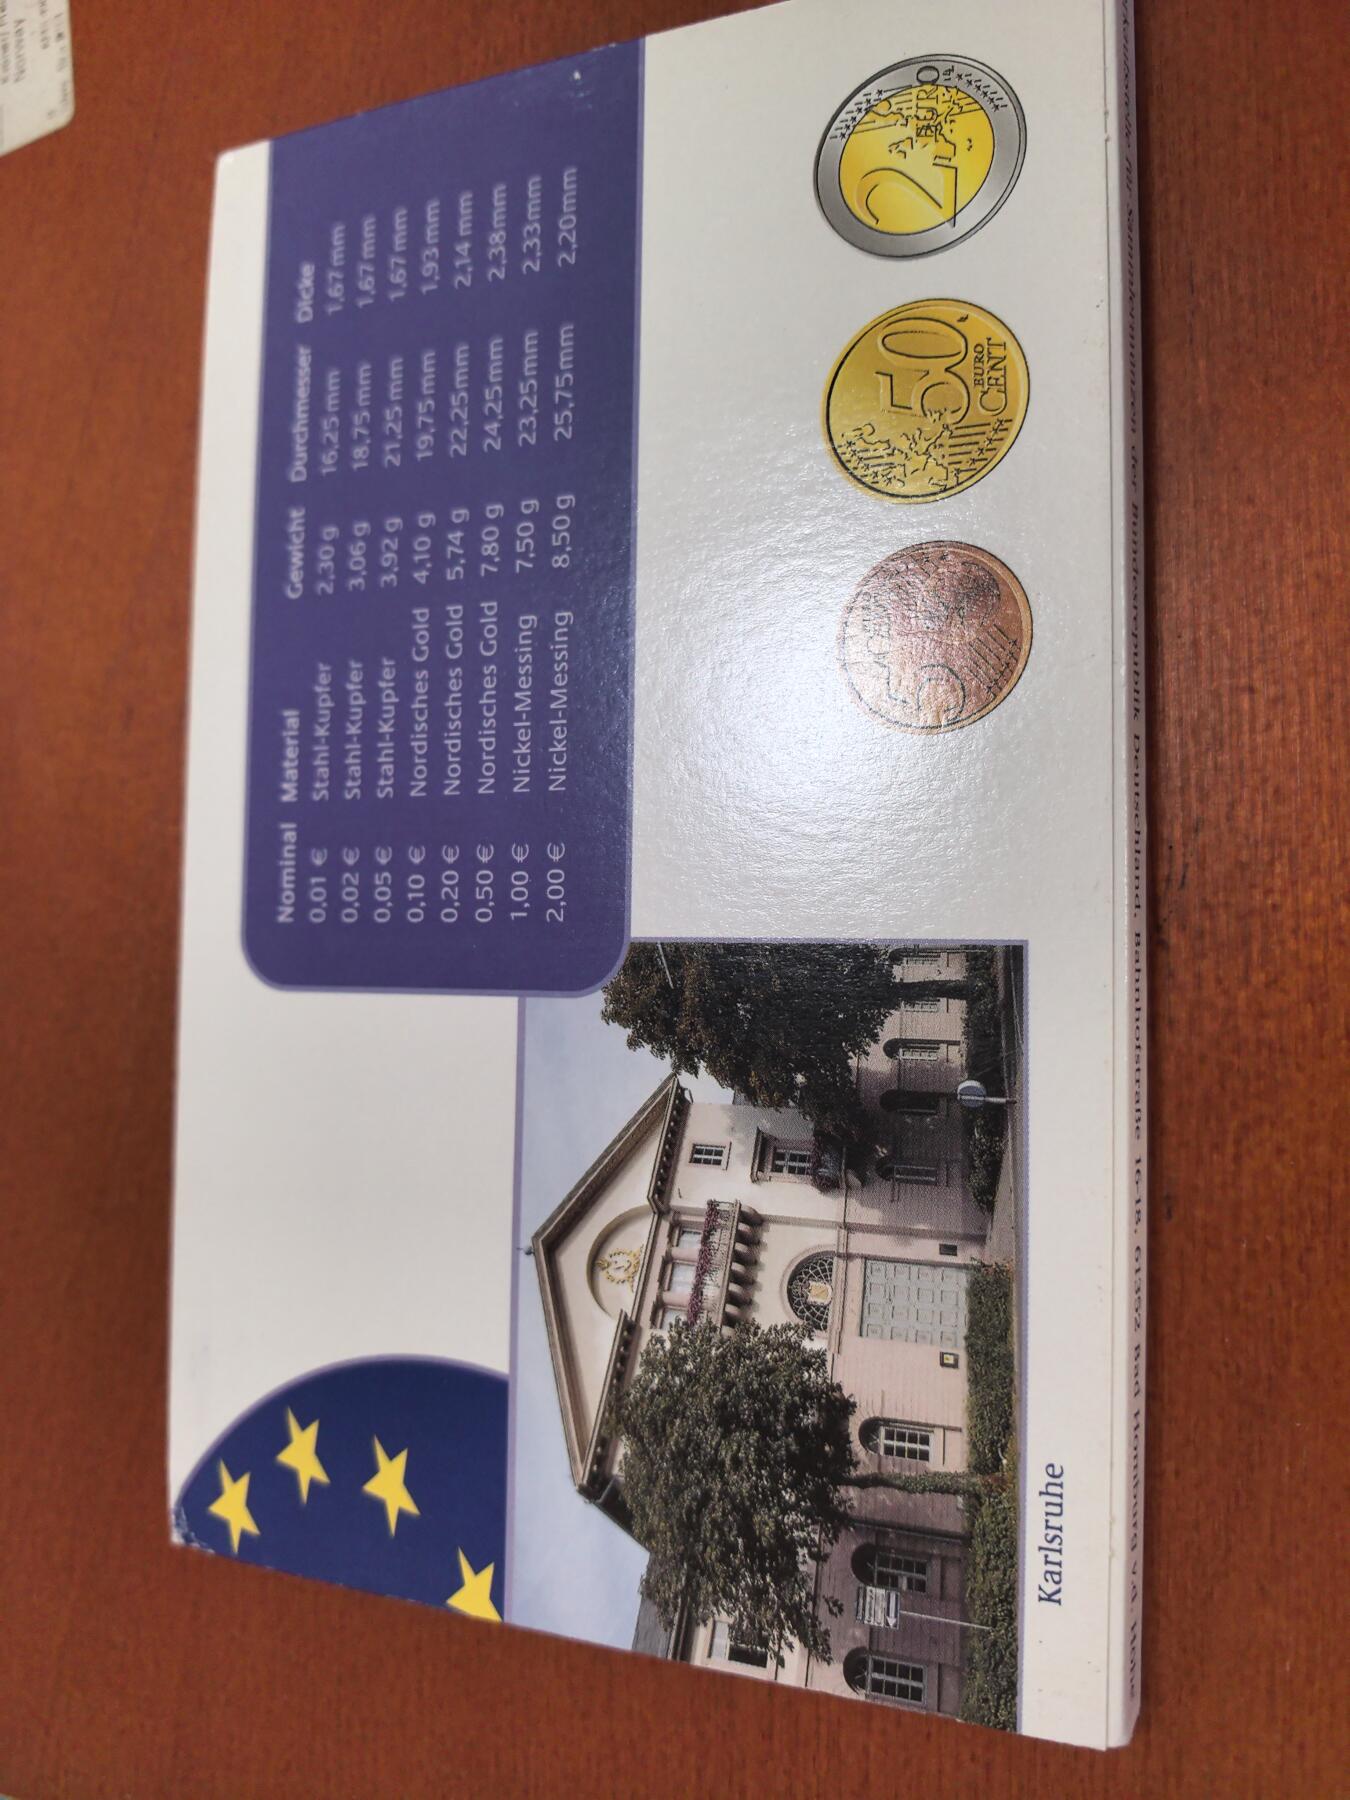 Nominal Material Gewicht Durchmesser Dicke
0,01 € Stahl-Kupfer 2,30 g 16,25 mm 1,67 mm
0,02 € Stahl-Kupfer 3,06 g 18,75 mm 1,67 mm
0,05 € Stahl-Kupfer 3,92 g 21,25 mm 1,67 mm
0,10 € Nordisches Gold 4,10 g 19,75 mm 1,93 mm
0,20 € Nordisches Gold 5,74 g 22,25 mm 2,14 mm
0,50 € Nordisches Gold 7,80 g 24,25 mm 2,38 mm
1,00 € Nickel-Messing 7,50 g 23,25 mm 2,33 mm
2,00 € Nickel-Messing 8,50 g 25,75 mm 2,20 mm
5
50
EURO
CENT
2
EURO
Karlsruhe
für Sammlermünzen der Bundesrepublik Deutschland, Bahnhofstraße 16-18, 61352 Bad Homburg v.d. Höhe